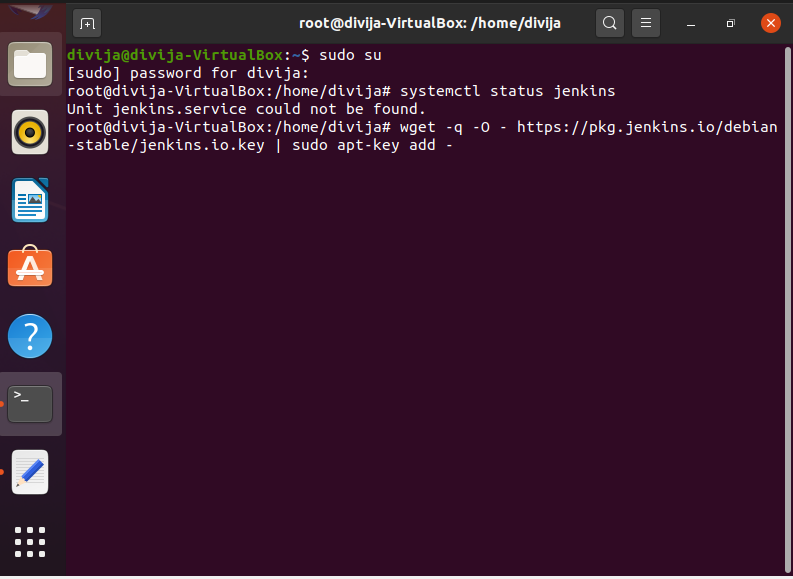 root@divija-VirtualBox: /home/divija
divija@divija-VirtualBox:~$ sudo su
[sudo] password for divija:
root@divija-VirtualBox:/home/divija# systemctl status jenkins
Unit jenkins.service could not be found.
root@divija-VirtualBox:/home/divija# wget -q -O - https://pkg.jenkins.io/debian
-stable/jenkins.io.key | sudo apt-key add -